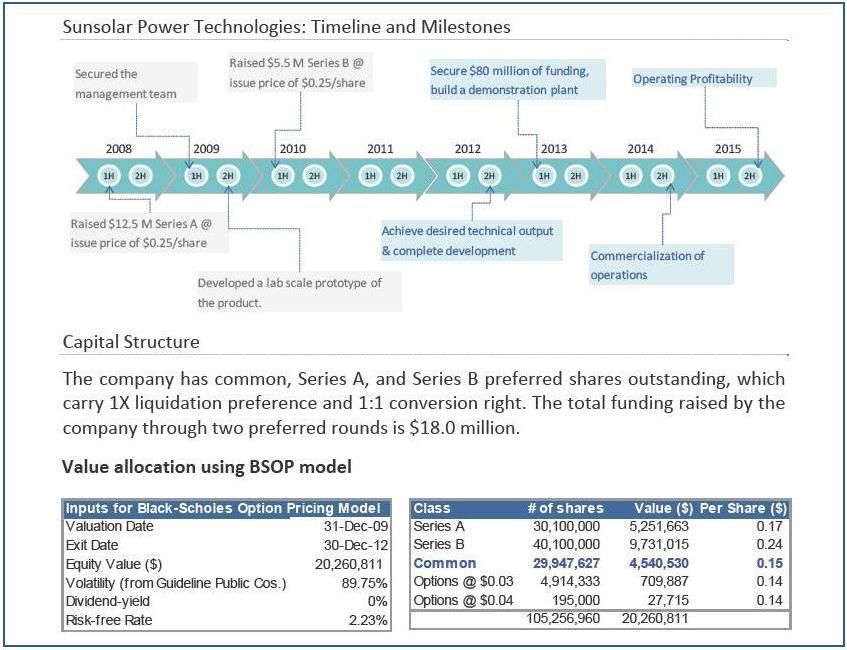 Sunsolar Power Technologies: Timeline and Milestones
Secured the
management team
Raised $5.5 M Series B @
issue price of $0.25/share
Secure $80 million of funding,
build a demonstration plant
Operating Profitability
2008 2009 2010 2011 2012 2013 2014 2015
1H 2H 1H 2H 1H 2H 1H 2H 1H 2H 1H 2H 1H 2H 1H 2H
Raised $12.5 M Series A @
issue price of $0.25/share
Achieve desired technical output
& complete development
Commercialization of
operations
Developed a lab scale prototype of
the product.
Capital Structure
The company has common, Series A, and Series B preferred shares outstanding, which
carry 1X liquidation preference and 1:1 conversion right. The total funding raised by the
company through two preferred rounds is $18.0 million.
Value allocation using BSOP model
Inputs for Black-Scholes Option Pricing Model
Valuation Date 31-Dec-09
Exit Date 30-Dec-12
Equity Value ($) 20,260,811
Volatility (from Guideline Public Cos.) 89.75%
Dividend-yield 0%
Risk-free Rate 2.23%
Class # of shares Value ($) Per Share ($)
Series A 30,100,000 5,251,663 0.17
Series B 40,100,000 9,731,015 0.24
Common 29,947,627 4,540,530 0.15
Options @ $0.03 4,914,333 709,887 0.14
Options @ $0.04 195,000 27,715 0.14
105,256,960 20,260,811